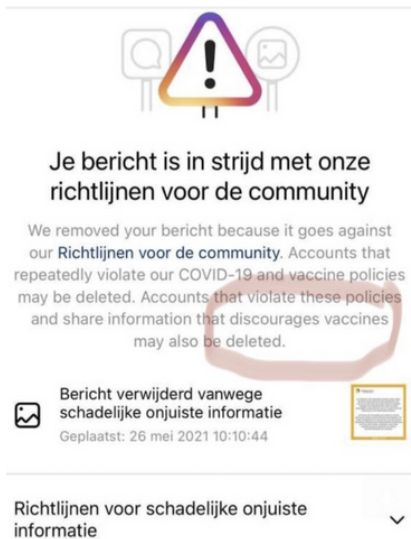 Je bericht is in strijd met onze
richtlijnen voor de community
We removed your bericht because it goes against
our Richtlijnen voor de community. Accounts that
repeatedly violate our COVID-19 and vaccine policies
may be deleted. Accounts that violate these policies
and share information that discourages vaccines
may also be deleted.
Bericht verwijderd vanwege
schadelijke onjuiste informatie
Geplaatst: 26 mei 2021 10:10:44
Richtlijnen voor schadelijke onjuiste
informatie